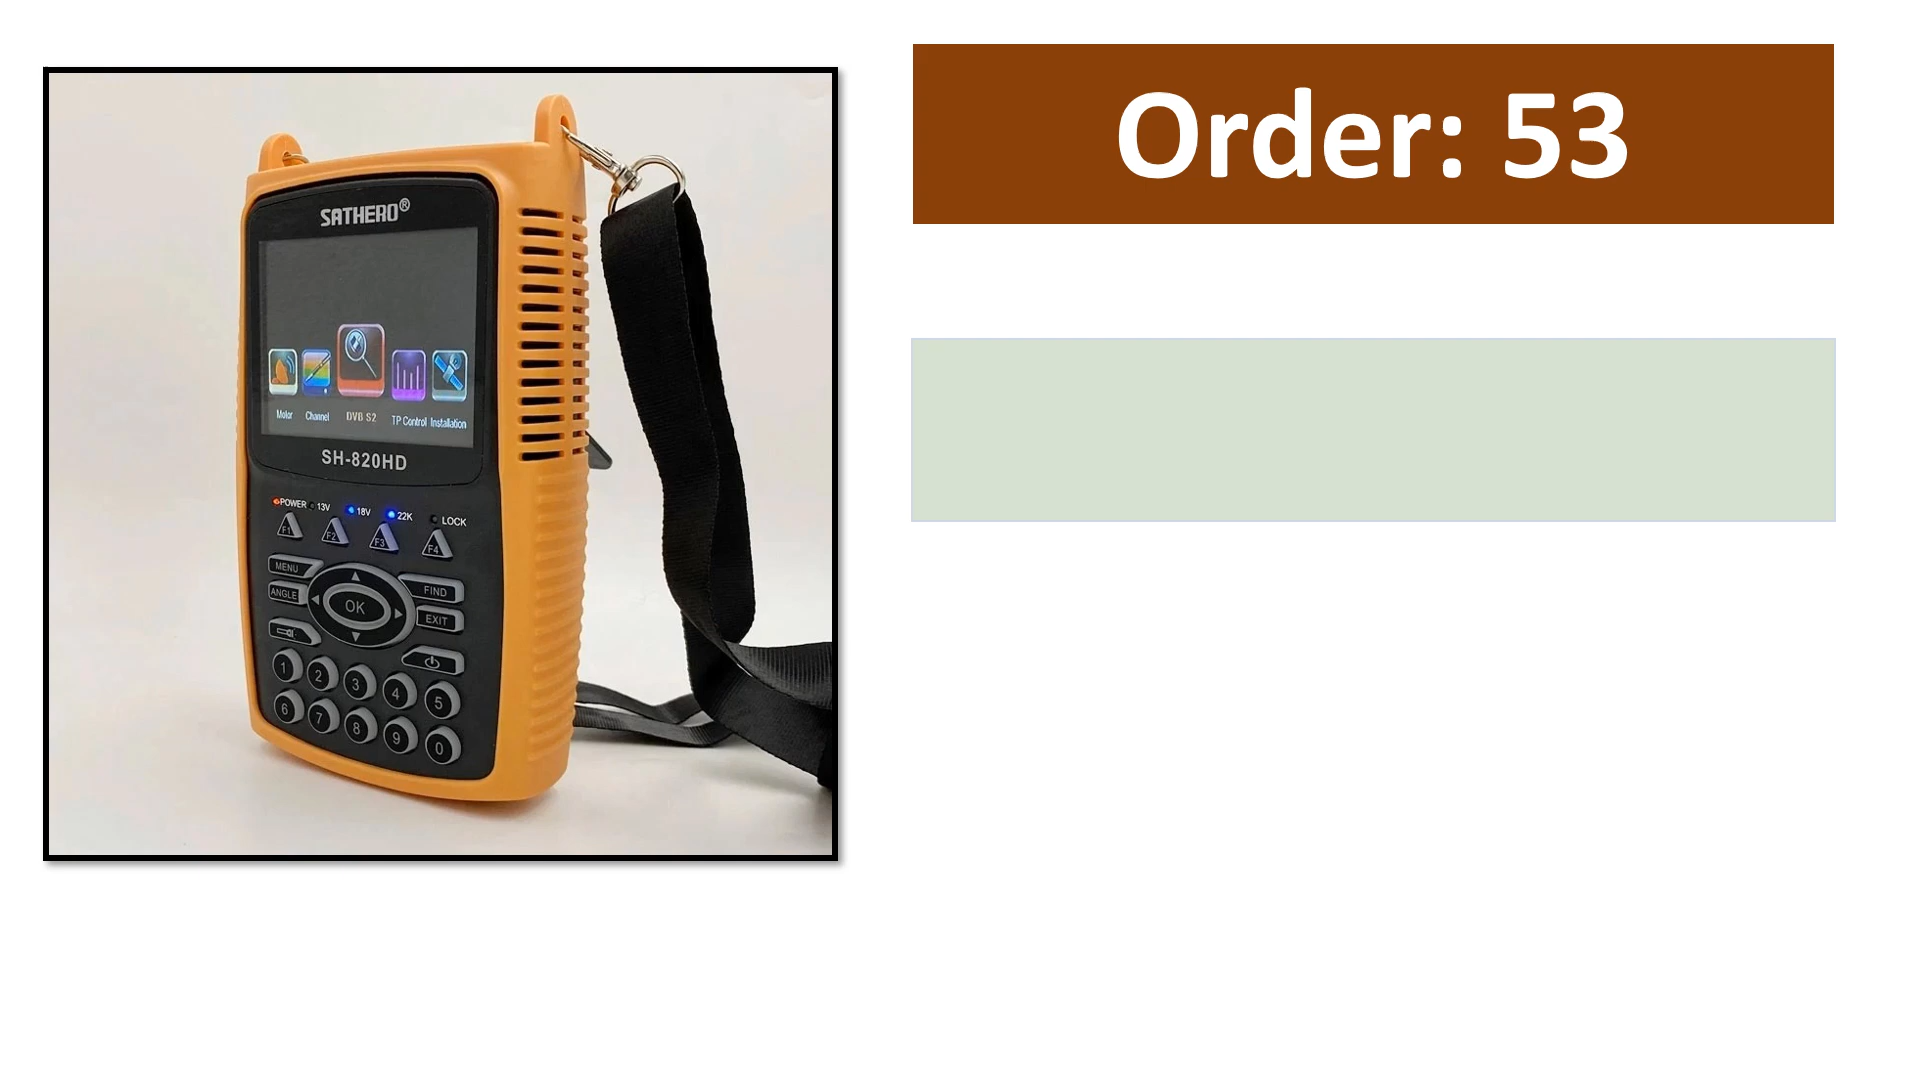 Order: 53
SATHERO®
Motor Channel DVB S2 TP Control Installation
SH-820HD
POWER 13V 18V 22K LOCK
F1 F2 F3 F4
MENU
FIND
ANGLE
OK
EXIT
1 2 3 4 5
6 7 8 9 0